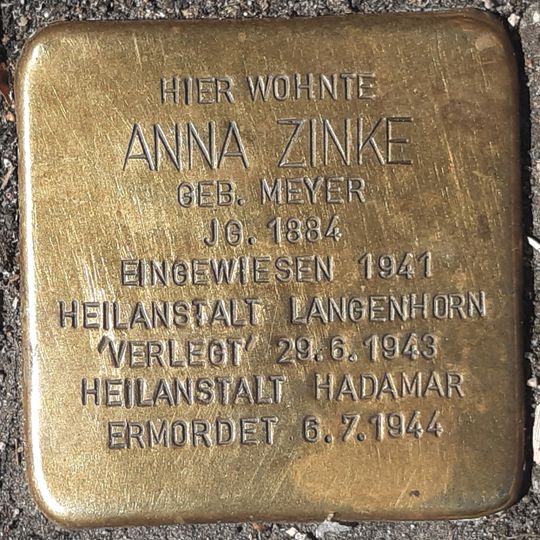 HIER WOHNTE
ANNA ZINKE
GEB. MEYER
JG. 1884
EINGEWIESEN 1941
HEILANSTALT LANGENHORN
'VERLEGT' 29.6.1943
HEILANSTALT HADAMAR
ERMORDET 6.7.1944